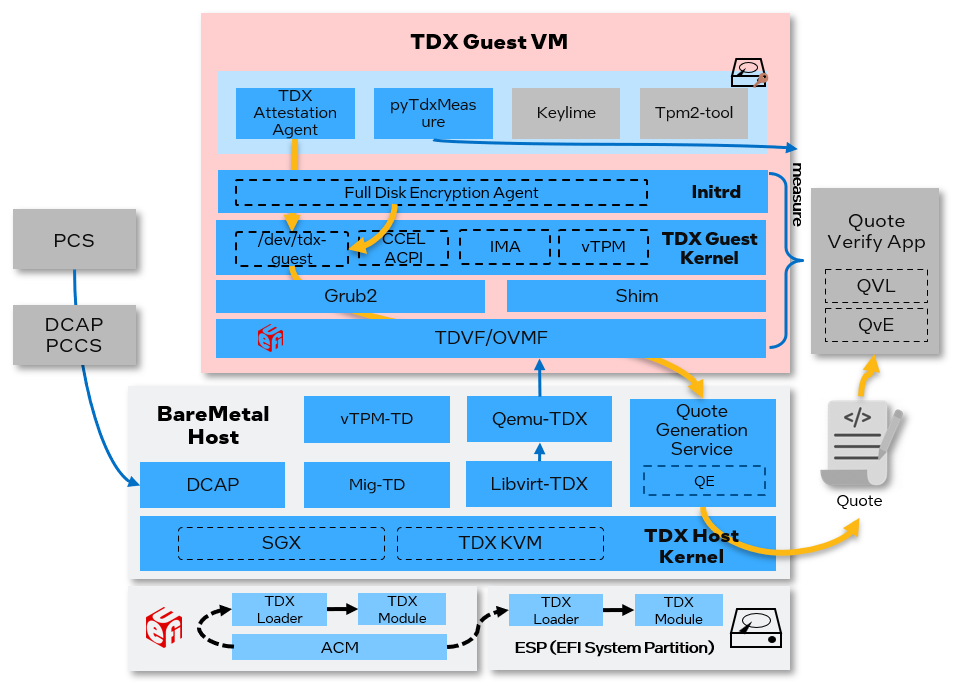 TDX Guest VM
TDX
Attestation
Agent
pyTdxMeas
ure
Keylime
Tpm2-tool
measure
Full Disk Encryption Agent
Initrd
/dev/tdx-
guest
CCEL
ACPI
IMA
vTPM
TDX Guest
Kernel
Grub2
Shim
TDVF/OVMF
PCS
DCAP
PCCS
Quote
Verify App
QVL
QvE
BareMetal
Host
vTPM-TD
Qemu-TDX
Quote
Generation
Service
QE
DCAP
Mig-TD
Libvirt-TDX
</>
Quote
SGX
TDX KVM
TDX Host
Kernel
uefi
TDX
Loader
TDX
Module
ACM
TDX
Loader
TDX
Module
ESP (EFI System Partition)